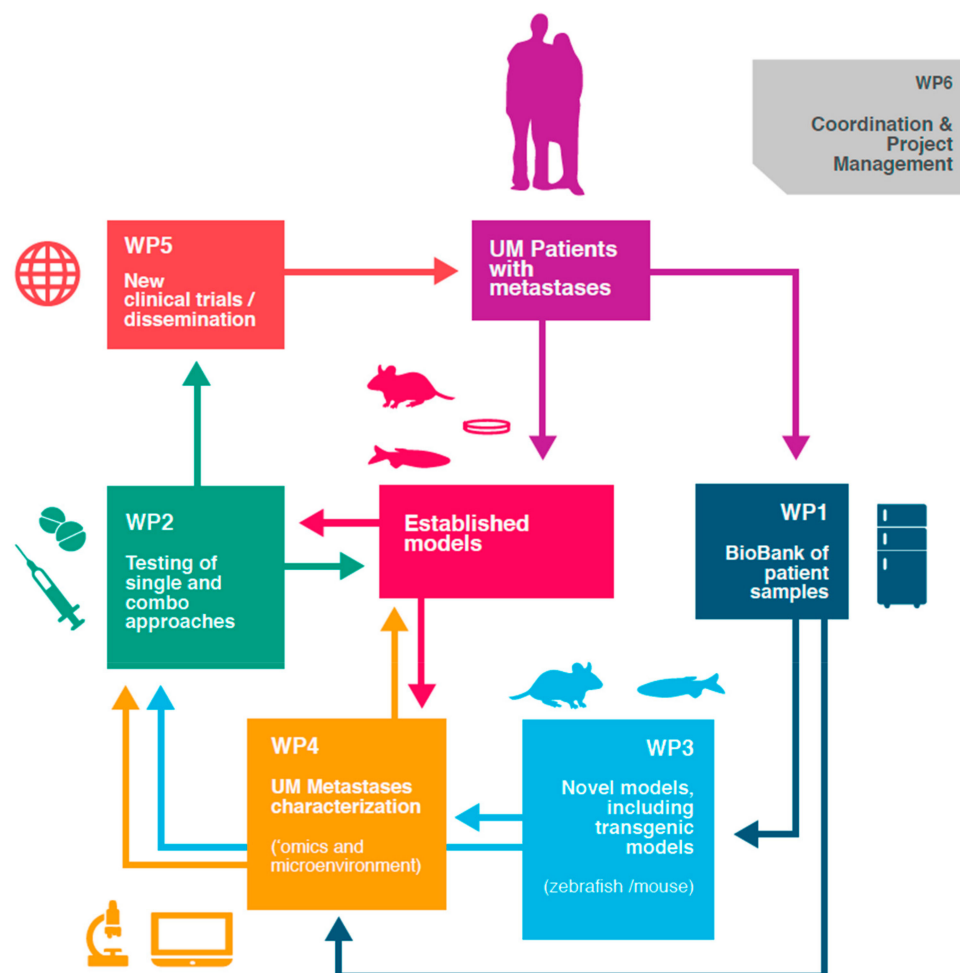 WP6
Coordination &
Project
Management
WP5
New
clinical trials /
dissemination
UM Patients
with
metastases
WP2
Testing of
single and
combo
approaches
Established
models
WP1
BioBank of
patient
samples
WP4
UM Metastases
characterization
('omics and
microenvironment)
WP3
Novel models,
including
transgenic
models
(zebrafish /mouse)